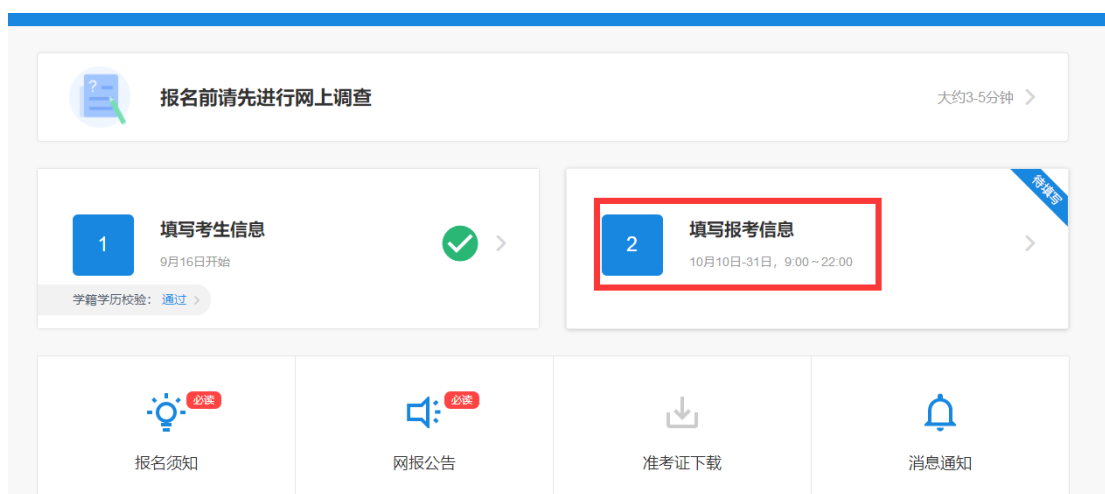 报名前请先进行网上调查
大约3-5分钟
待填写
1
填写考生信息
9月16日开始
学籍学历校验： 通过
2
填写报考信息
10月10日-31日，9:00～22:00
必读
报名须知
必读
网报公告
准考证下载
消息通知